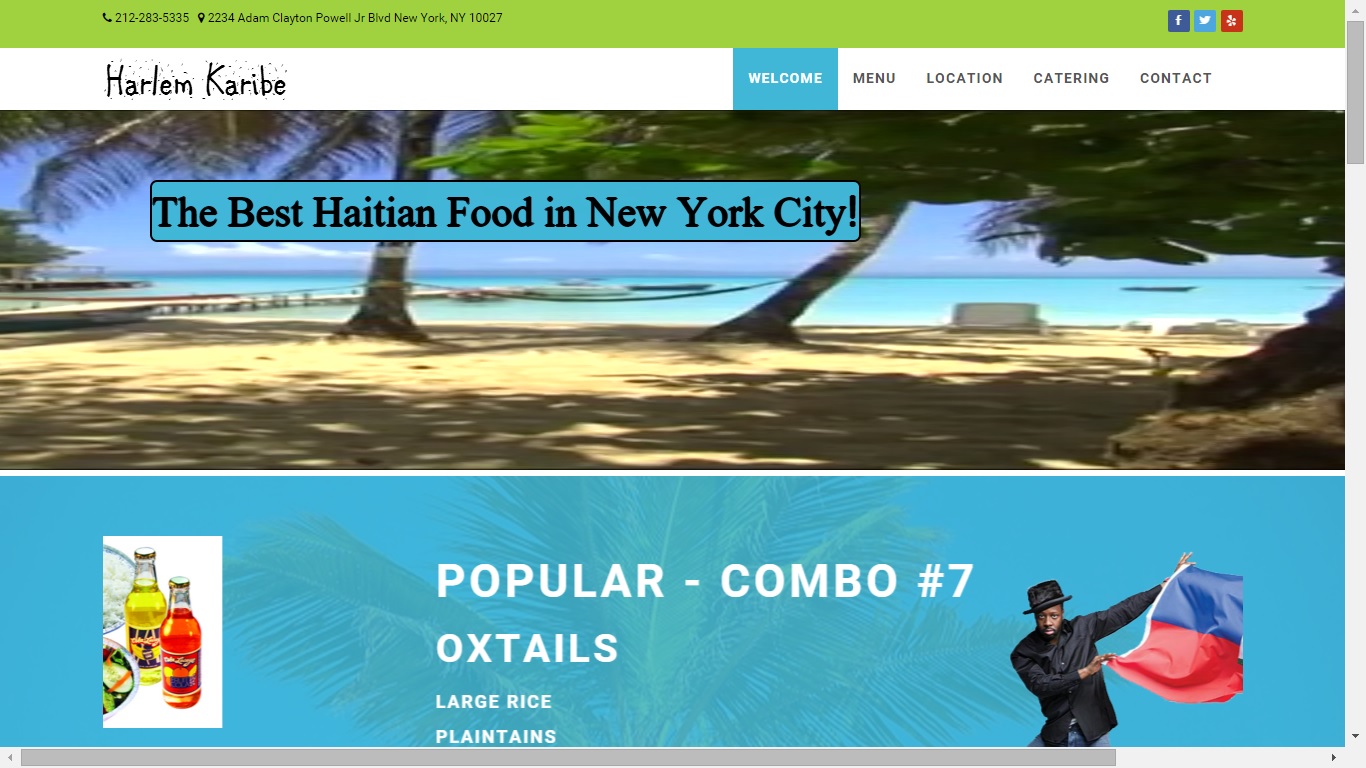 212-283-5335 2234 Adam Clayton Powell Jr Blvd New York, NY 10027
Harlem Karibe
WELCOME MENU LOCATION CATERING CONTACT
The Best Haitian Food in New York City!
POPULAR - COMBO #7
OXTAILS
LARGE RICE
PLAINTAINS